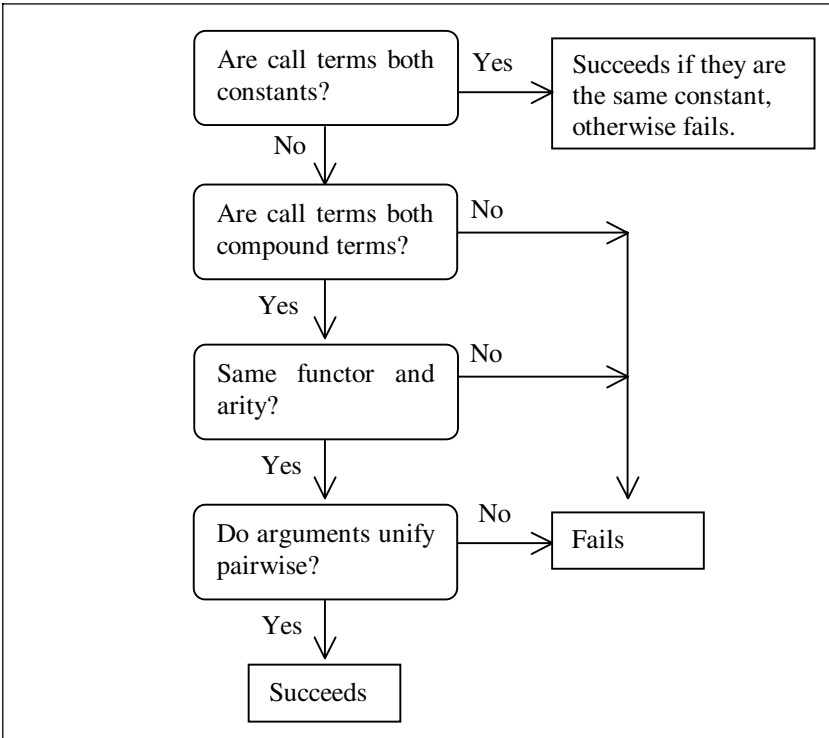 Are call terms both
constants?
Yes
Succeeds if they are
the same constant,
otherwise fails.
No
Are call terms both
compound terms?
No
Yes
Same functor and
arity?
No
Yes
Do arguments unify
pairwise?
No
Fails
Yes
Succeeds